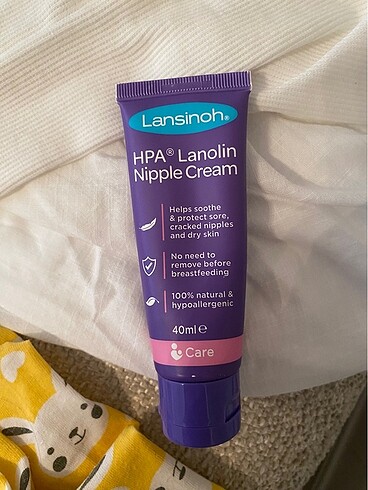 Lansinoh®
HPA® Lanolin
Nipple Cream
Helps soothe
& protect sore,
cracked nipples
and dry skin
No need to
remove before
breastfeeding
100% natural &
hypoallergenic
40ml ℮
Care